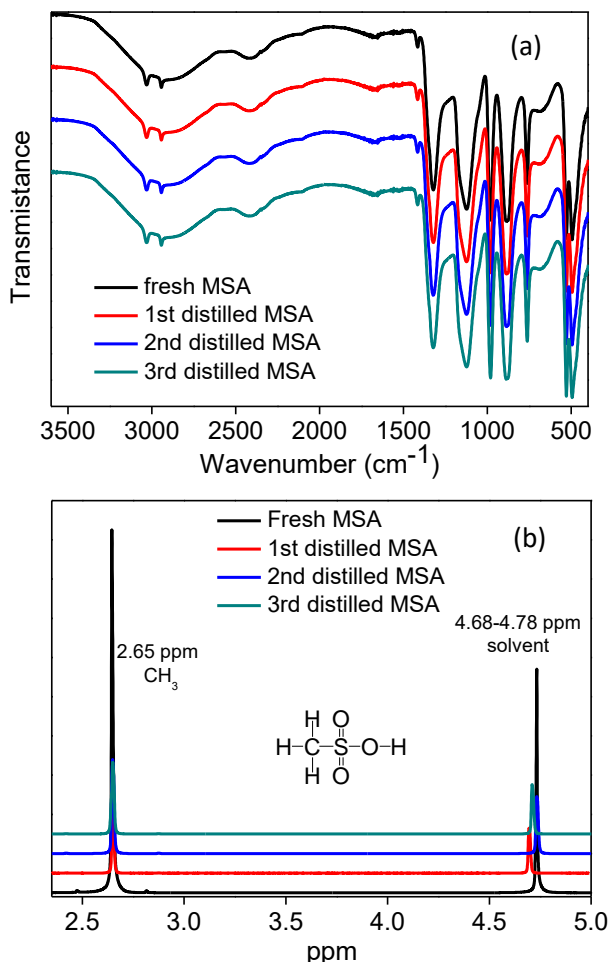 (a)
Transmistance
fresh MSA
1st distilled MSA
2nd distilled MSA
3rd distilled MSA
3500 3000 2500 2000 1500 1000 500
Wavenumber (cm⁻¹)
(b)
Fresh MSA
1st distilled MSA
2nd distilled MSA
3rd distilled MSA
4.68-4.78 ppm
solvent
2.65 ppm
CH₃
H O
H-C-S-O-H
H O
2.5 3.0 3.5 4.0 4.5 5.0
ppm